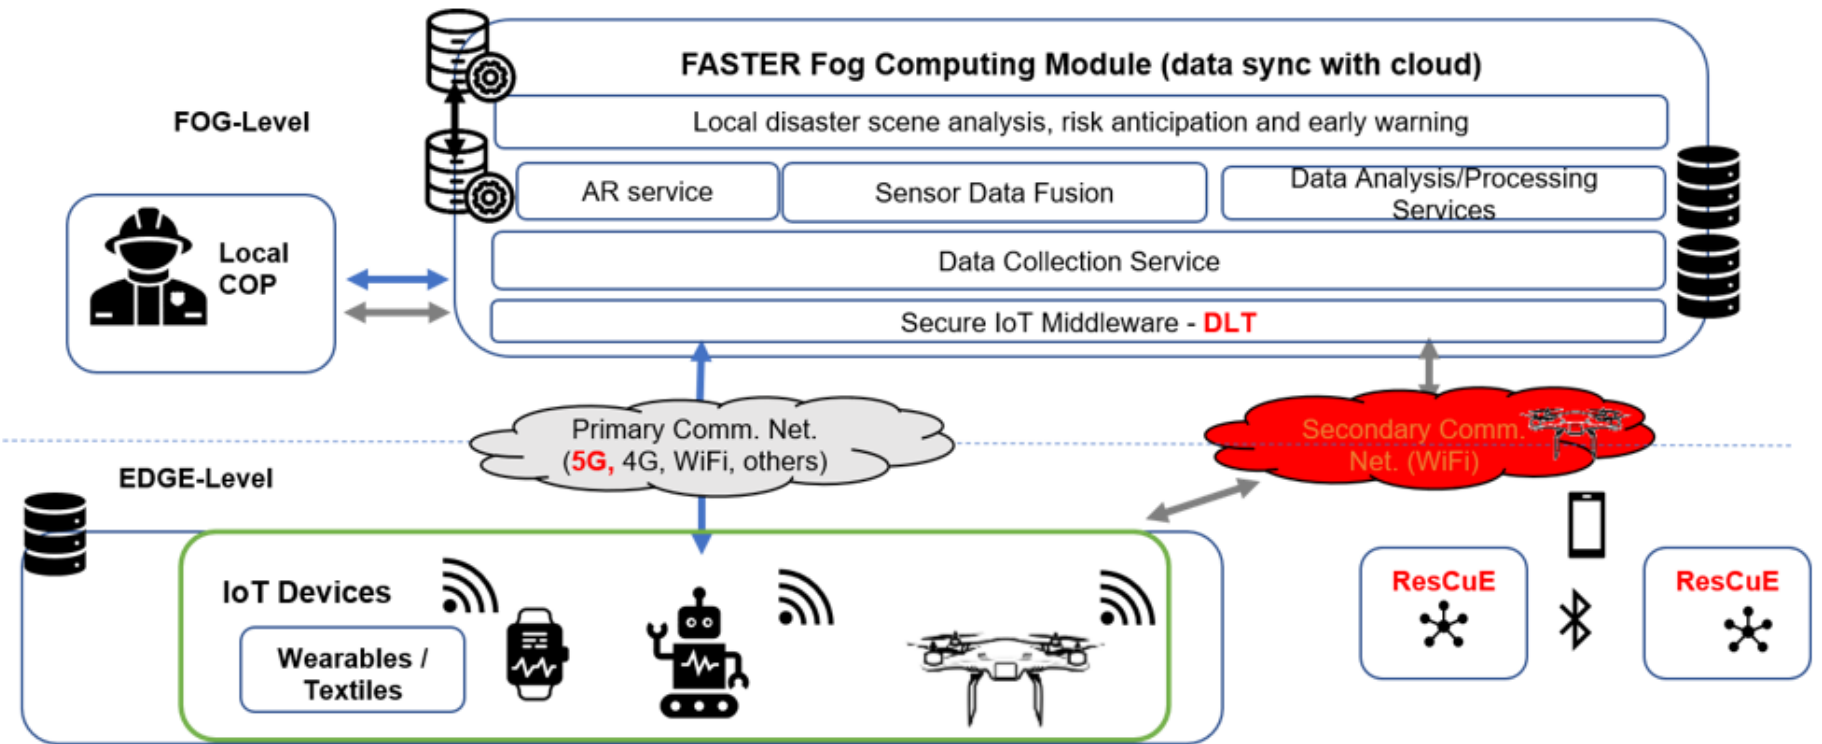 FASTER Fog Computing Module (data sync with cloud)
FOG-Level
Local disaster scene analysis, risk anticipation and early warning
AR service
Sensor Data Fusion
Data Analysis/Processing
Services
Local
COP
Data Collection Service
Secure IoT Middleware - DLT
Primary Comm. Net.
(5G, 4G, WiFi, others)
Secondary Comm.
Net. (WiFi)
EDGE-Level
IoT Devices
Wearables /
Textiles
ResCuE
ResCuE